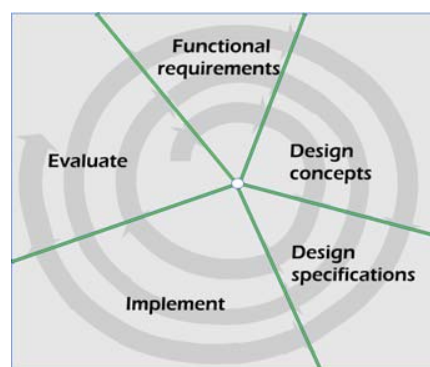 Functional
requirements
Design
concepts
Design
specifications
Implement
Evaluate